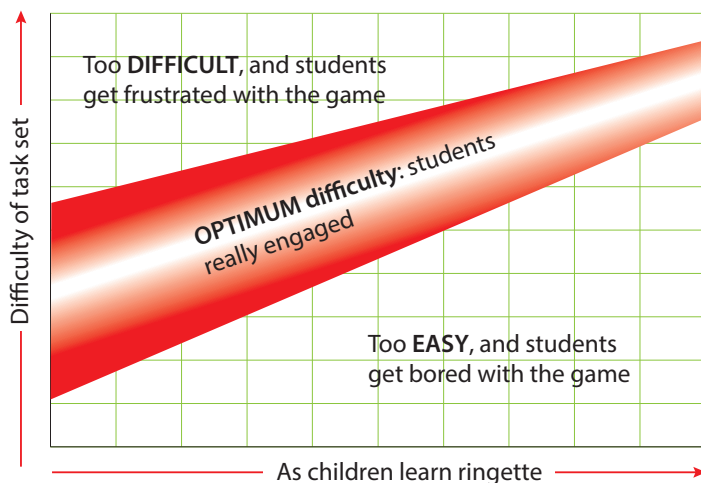 Too DIFFICULT, and students
get frustrated with the game
Difficulty of task set
OPTIMUM difficulty: students
really engaged
Too EASY, and students
get bored with the game
As children learn ringette